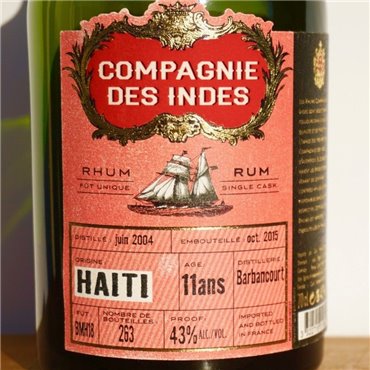 COMPAGNIE
DES INDES
RHUM
FÛT UNIQUE
RUM
SINGLE CASK
DISTILLÉ : juin 2004
EMBOUTEILLÉ : oct. 2015
ORIGINE :
HAITI
AGE:
11ans
DISTILLERIE :
Barbancourt
FUT:
BMH18
NOMBRE DE
BOUTEILLES:
263
PROOF:
43% ALC./VOL.
IMPORTED
AND BOTTLED
IN FRANCE